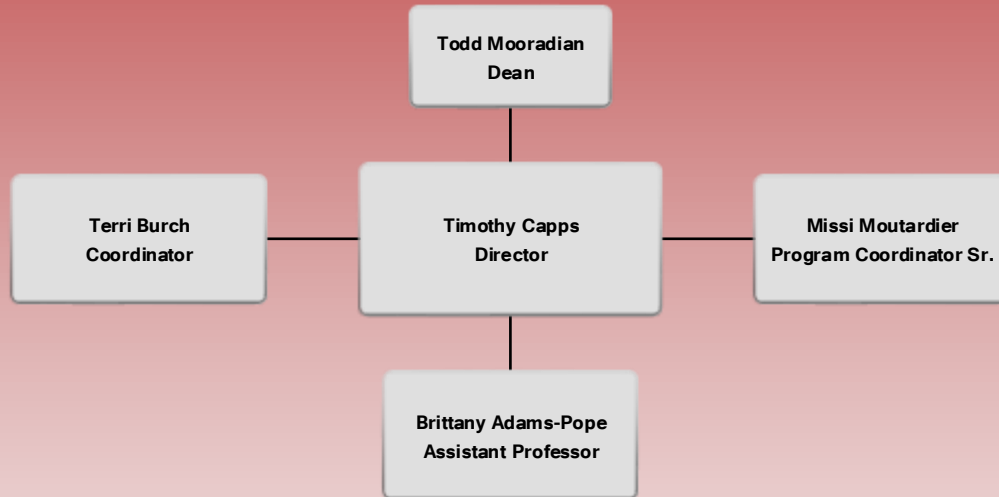 Todd Mooradian
Dean
Terri Burch
Coordinator
Timothy Capps
Director
Missi Moutardier
Program Coordinator Sr.
Brittany Adams-Pope
Assistant Professor